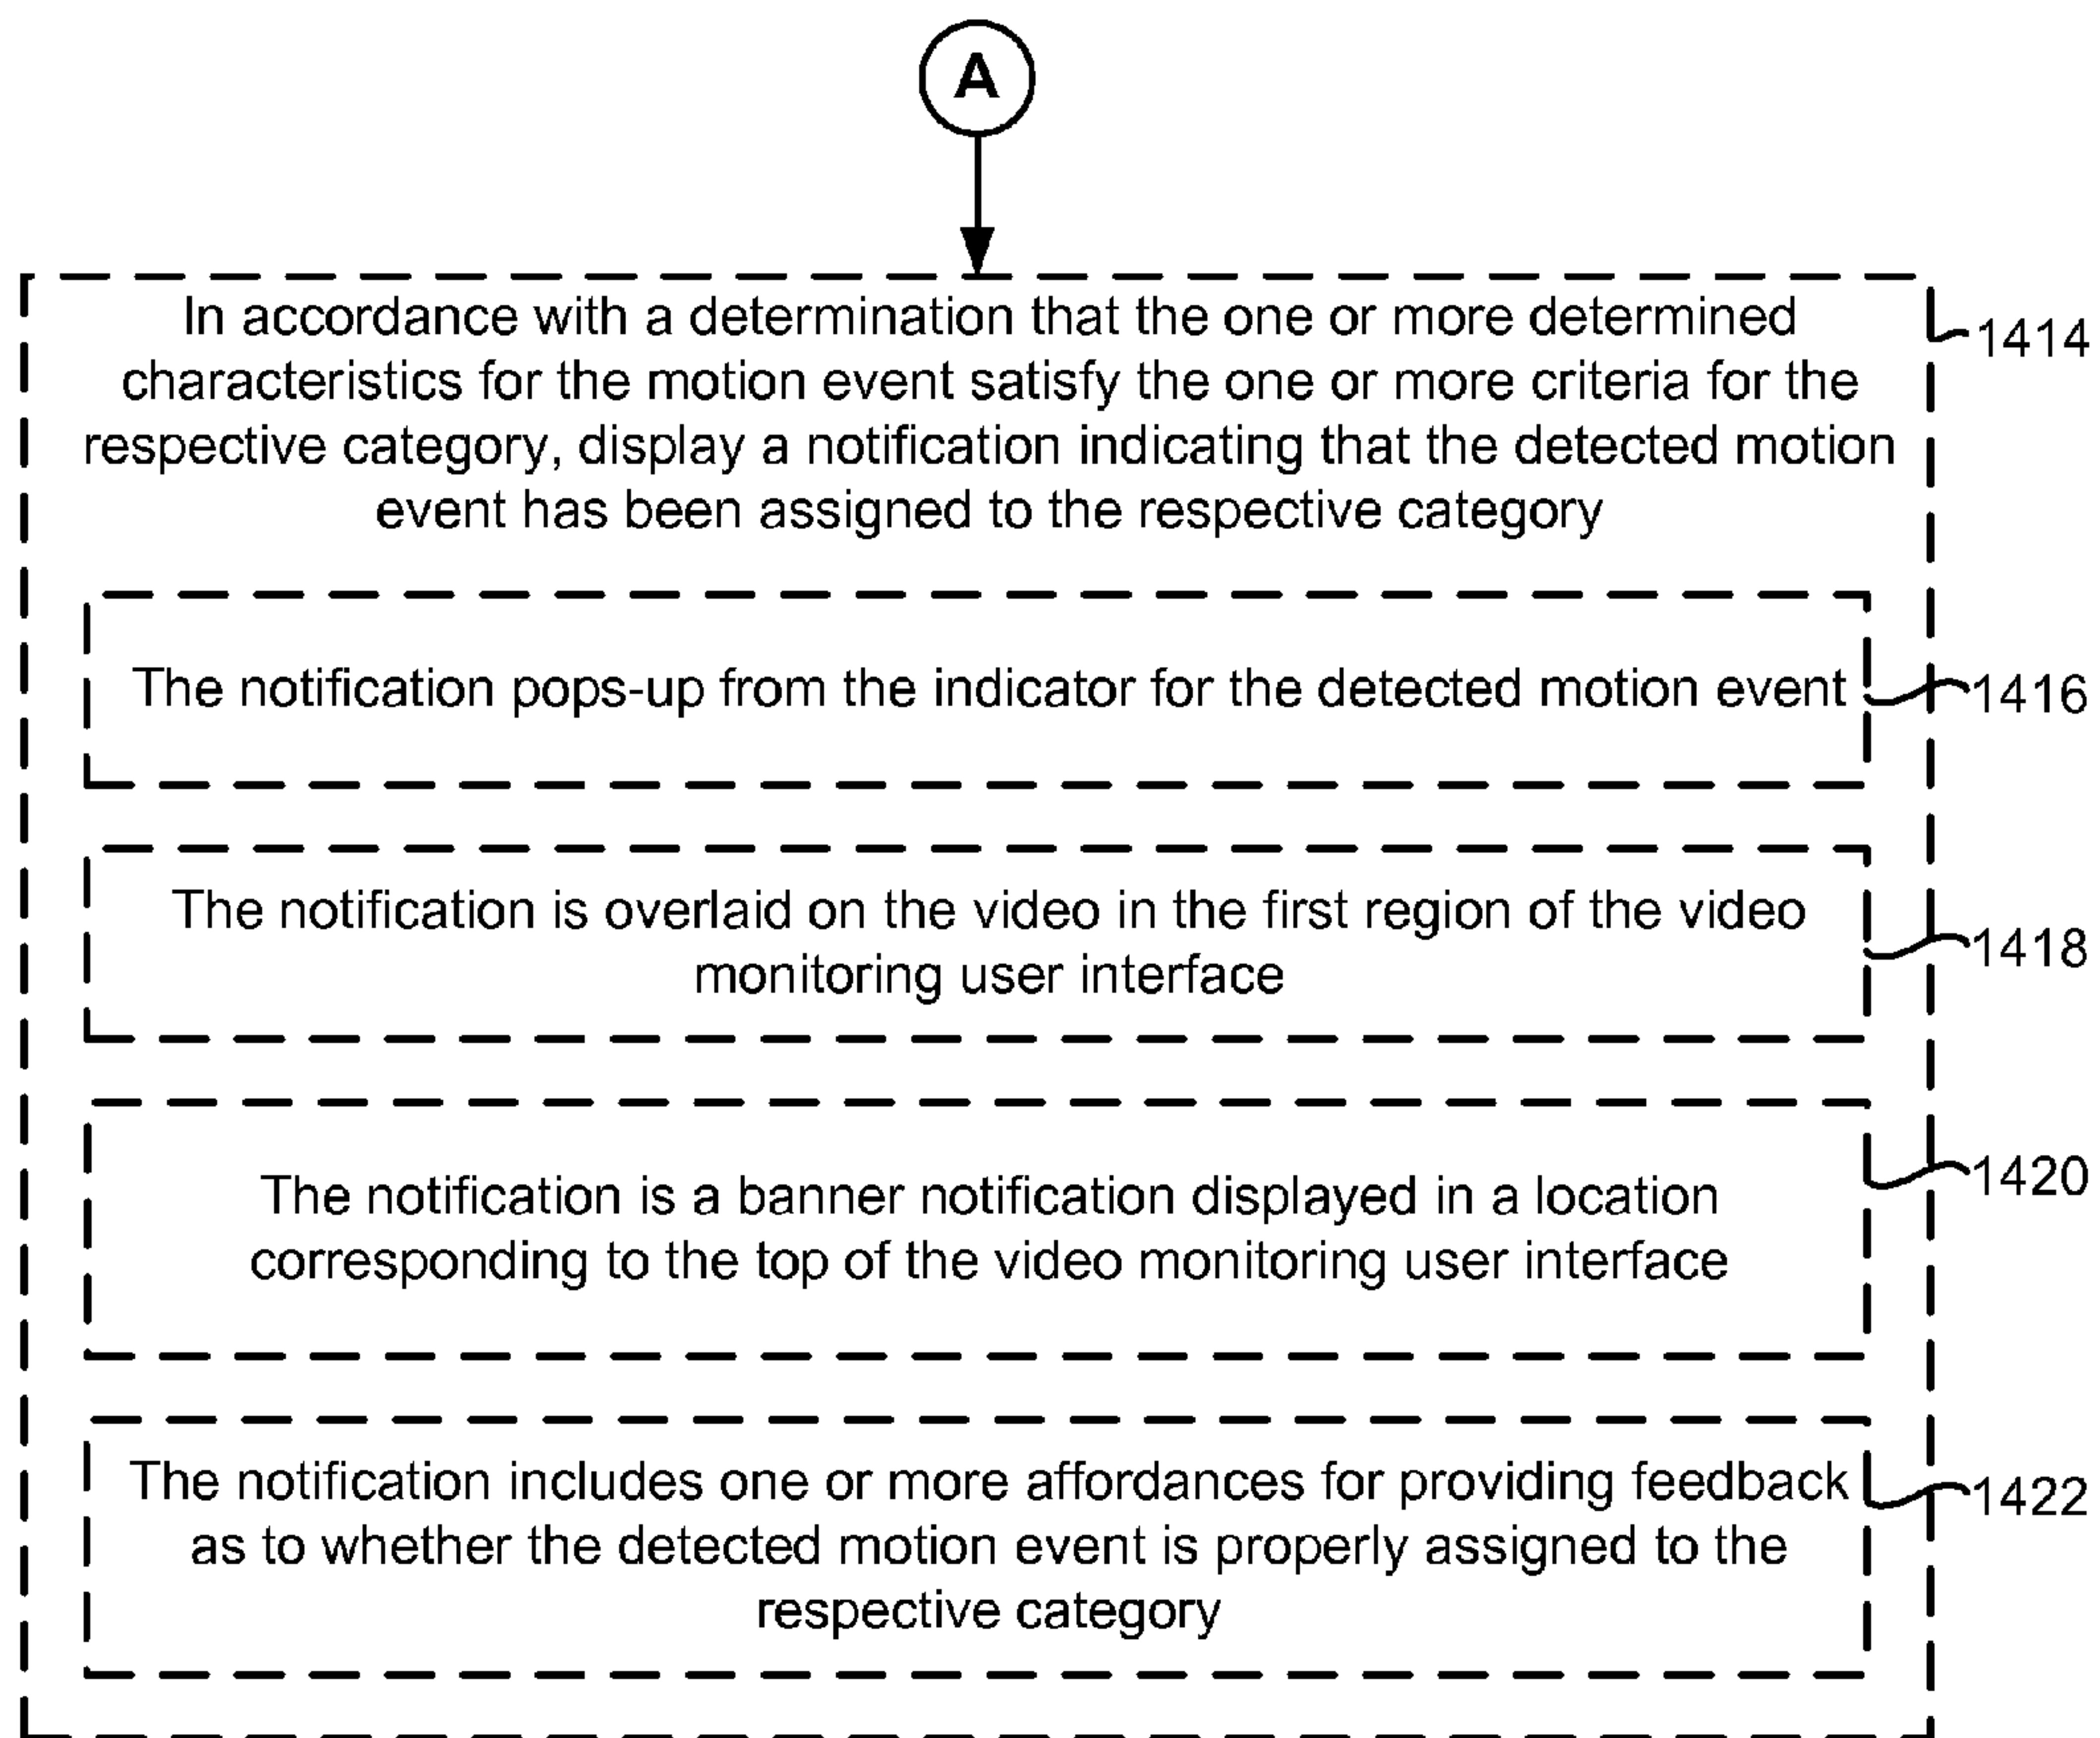 A
In accordance with a determination that the one or more determined
characteristics for the motion event satisfy the one or more criteria for the
respective category, display a notification indicating that the detected motion
event has been assigned to the respective category
1414
The notification pops-up from the indicator for the detected motion event
1416
The notification is overlaid on the video in the first region of the video
monitoring user interface
1418
The notification is a banner notification displayed in a location
corresponding to the top of the video monitoring user interface
1420
The notification includes one or more affordances for providing feedback
as to whether the detected motion event is properly assigned to the
respective category
1422